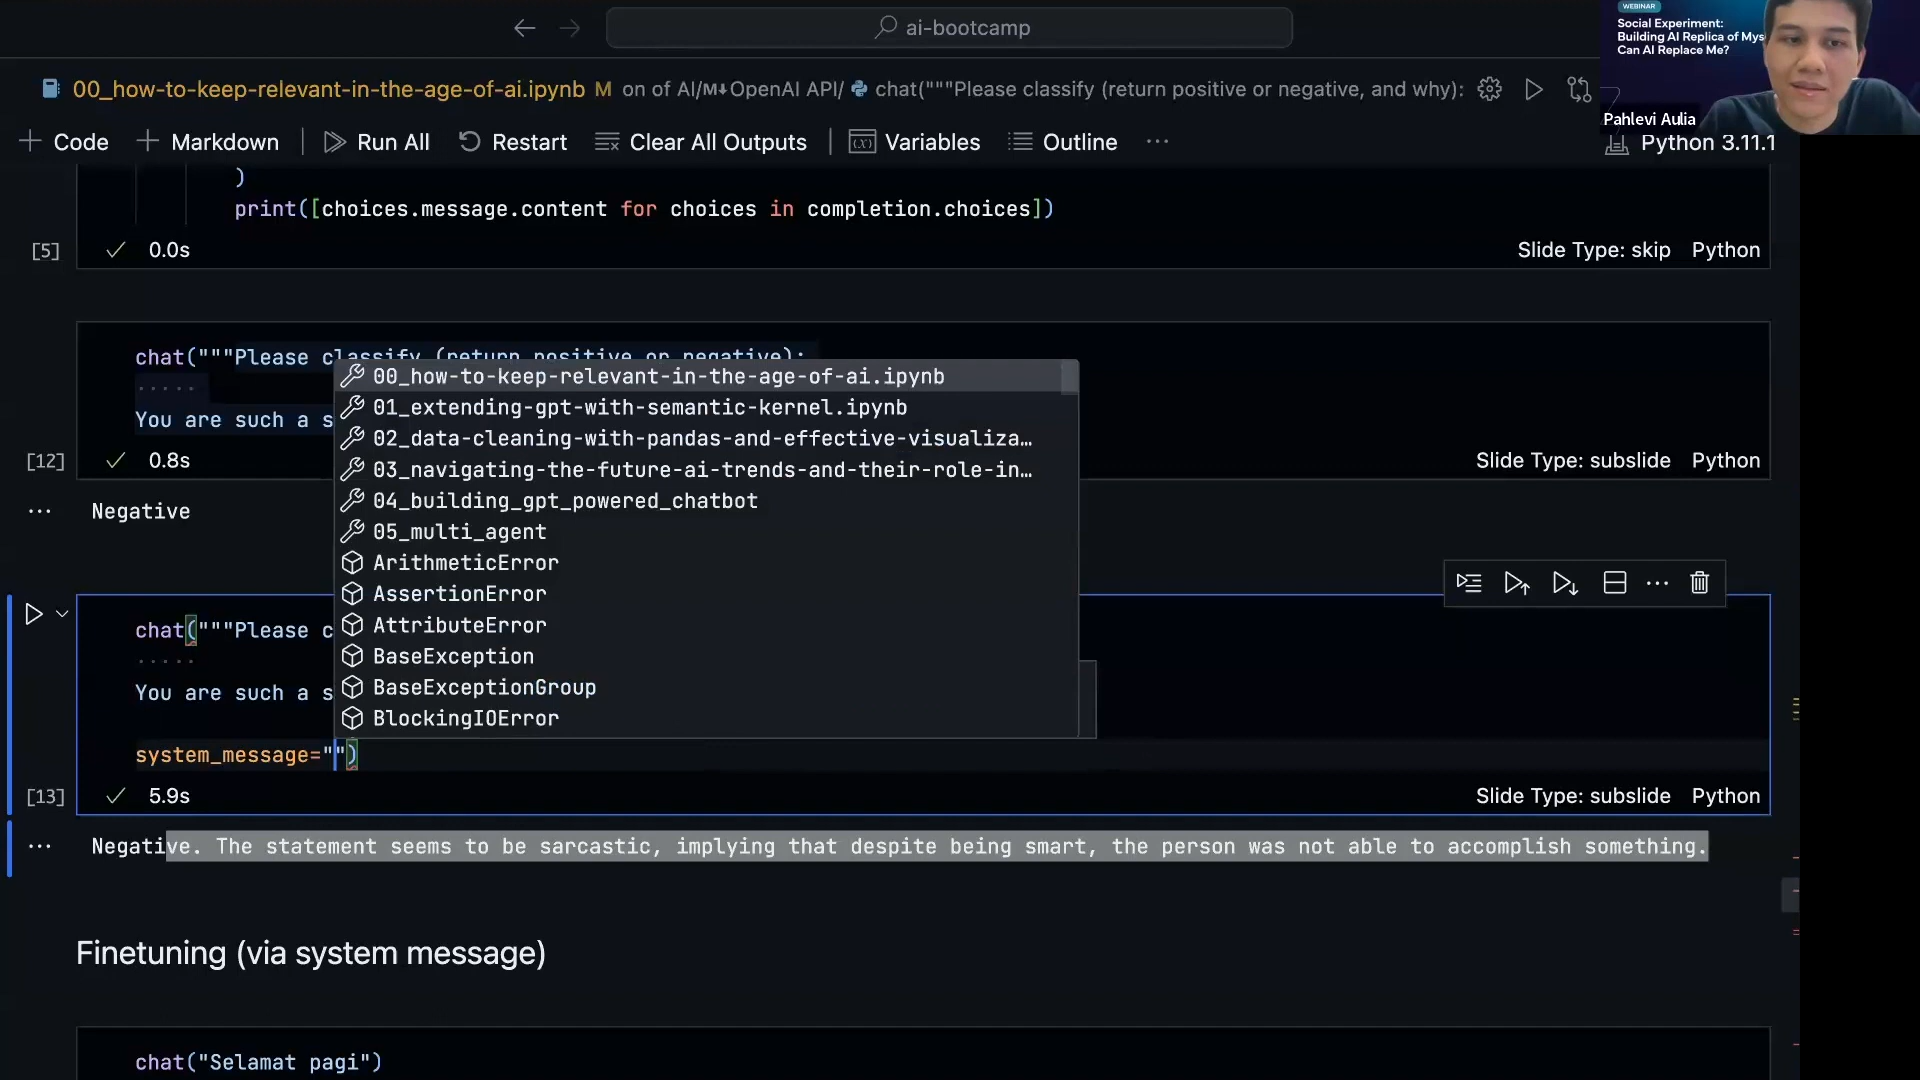 ai-bootcamp
WEBINAR
Social Experiment:
Building AI Replica of Mys
Can AI Replace Me?
Pahlevi Aulia
00_how-to-keep-relevant-in-the-age-of-ai.ipynb M on of AI/M↓OpenAI API/ chat("""Please classify (return positive or negative, and why):
+ Code + Markdown | Run All Restart Clear All Outputs | Variables Outline ···
Python 3.11.1
)
print([choices.message.content for choices in completion.choices])
[5] ✓ 0.0s Slide Type: skip Python
chat("""Please classify (return positive or negative):
·····
You are such a s
[12] ✓ 0.8s Slide Type: subslide Python
··· Negative
00_how-to-keep-relevant-in-the-age-of-ai.ipynb
01_extending-gpt-with-semantic-kernel.ipynb
02_data-cleaning-with-pandas-and-effective-visualiza…
03_navigating-the-future-ai-trends-and-their-role-in…
04_building_gpt_powered_chatbot
05_multi_agent
ArithmeticError
AssertionError
AttributeError
BaseException
BaseExceptionGroup
BlockingIOError
chat("""Please c
·····
You are such a s
system_message="")
[13] ✓ 5.9s Slide Type: subslide Python
··· Negative. The statement seems to be sarcastic, implying that despite being smart, the person was not able to accomplish something.
Finetuning (via system message)
chat("Selamat pagi")